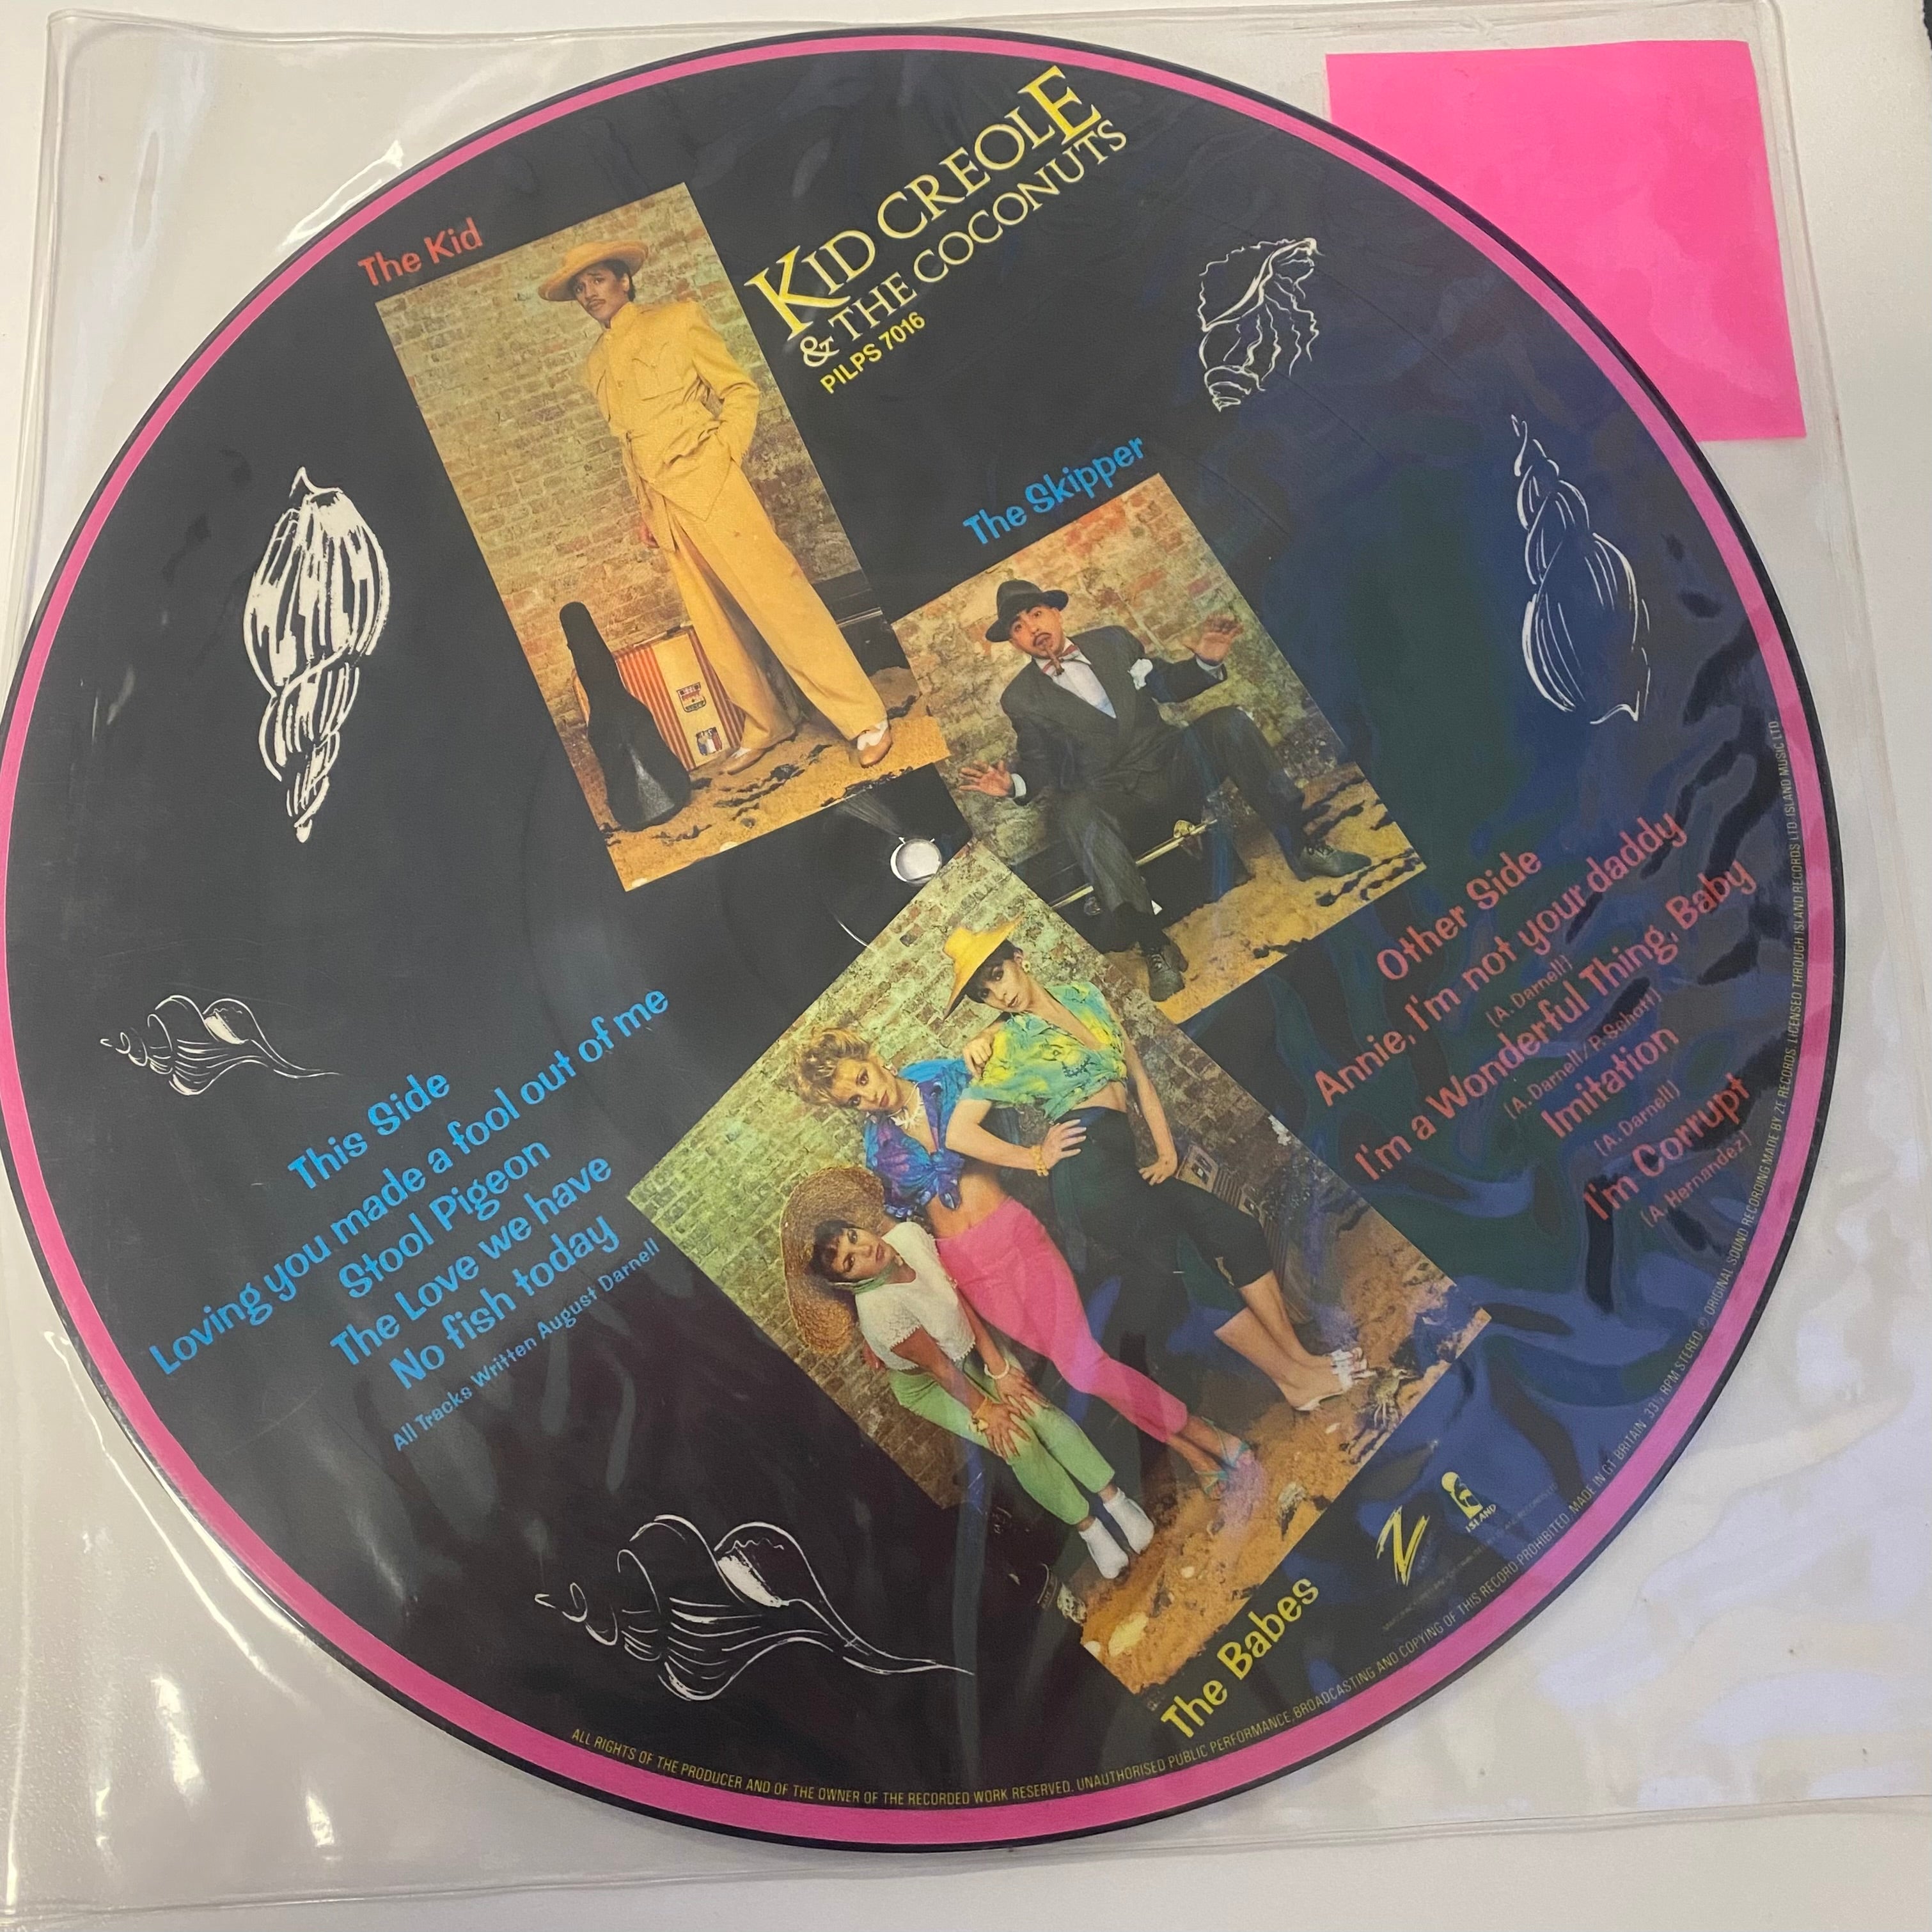 The Kid
KID CREOLE
& THE COCONUTS
PILPS 7016
The Skipper
This Side
Loving you made a fool out of me
Stool Pigeon
The Love we have
No fish today
All Tracks Written August Darnell
Other Side
Annie, I'm not your daddy
(A. Darnell)
I'm a Wonderful Thing, Baby
(A. Darnell / P. Schott)
Imitation
(A. Darnell)
I'm Corrupt
(A. Hernandez)
The Babes
Z
ISLAND
ALL RIGHTS OF THE PRODUCER AND OF THE OWNER OF THE RECORDED WORK RESERVED. UNAUTHORISED PUBLIC PERFORMANCE, BROADCASTING AND COPYING OF THIS RECORD PROHIBITED. MADE IN GT BRITAIN. 33⅓ RPM STEREO ℗ ORIGINAL SOUND RECORDING MADE BY ZE RECORDS. LICENSED THROUGH ISLAND RECORDS LTD. ISLAND MUSIC LTD